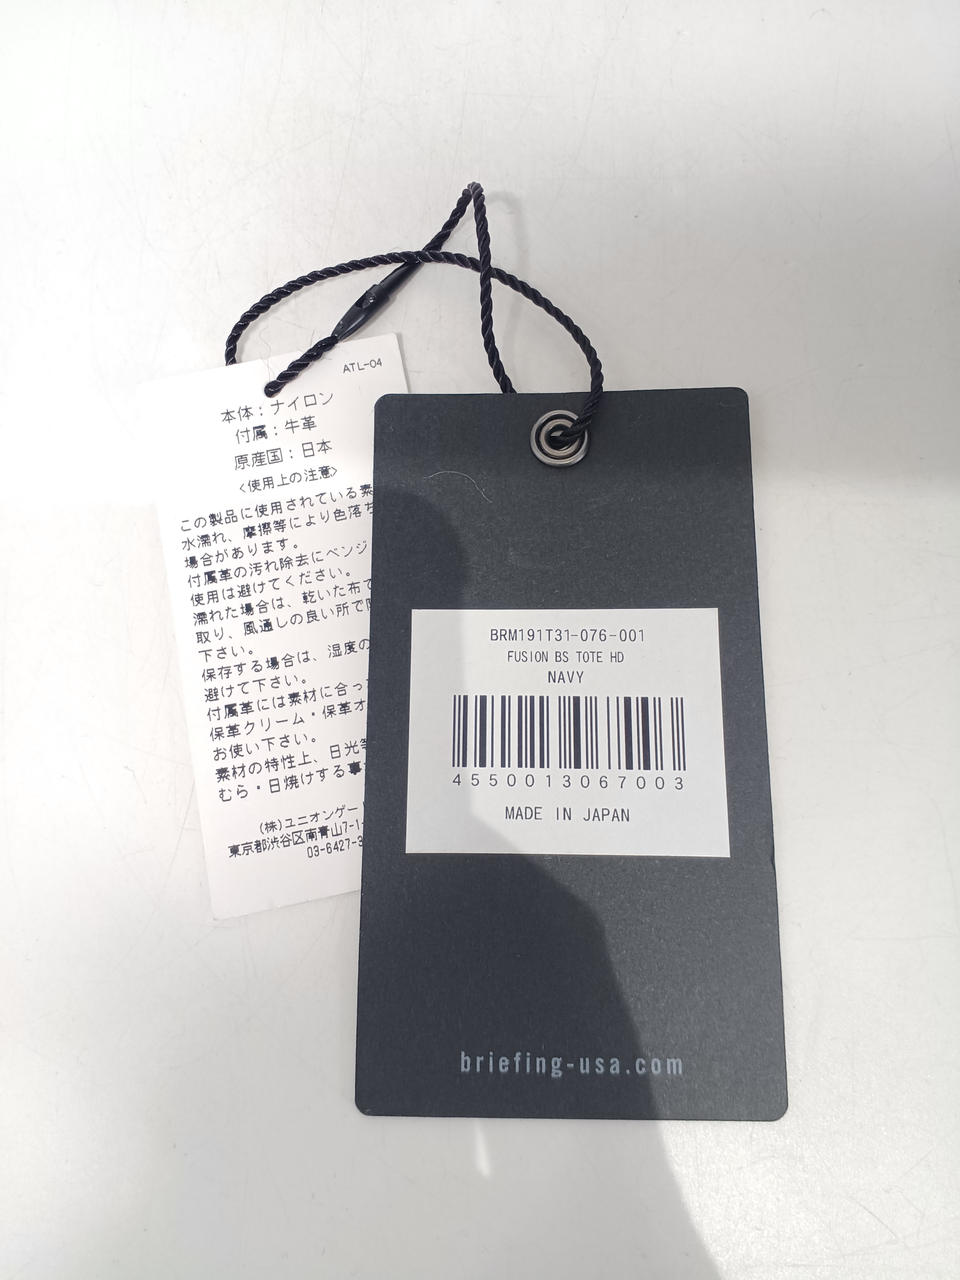 ATL-04
本体：ナイロン
付属：牛革
原産国：日本
<使用上の注意>
この製品に使用されている素
水濡れ、摩擦等により色落ち
場合があります。
付属革の汚れ除去にベンジ
使用は避けてください。
濡れた場合は、乾いた布で
取り、風通しの良い所で
下さい。
保存する場合は、湿度の
避けて下さい。
付属革には素材に合っ
保革クリーム・保革オ
お使い下さい。
素材の特性上、日光等
むら・日焼けする事
(株)ユニオンゲー
東京都渋谷区南青山7-1-
03-6427-3
BRM191T31-076-001
FUSION BS TOTE HD
NAVY
4550013067003
MADE IN JAPAN
briefing-usa.com